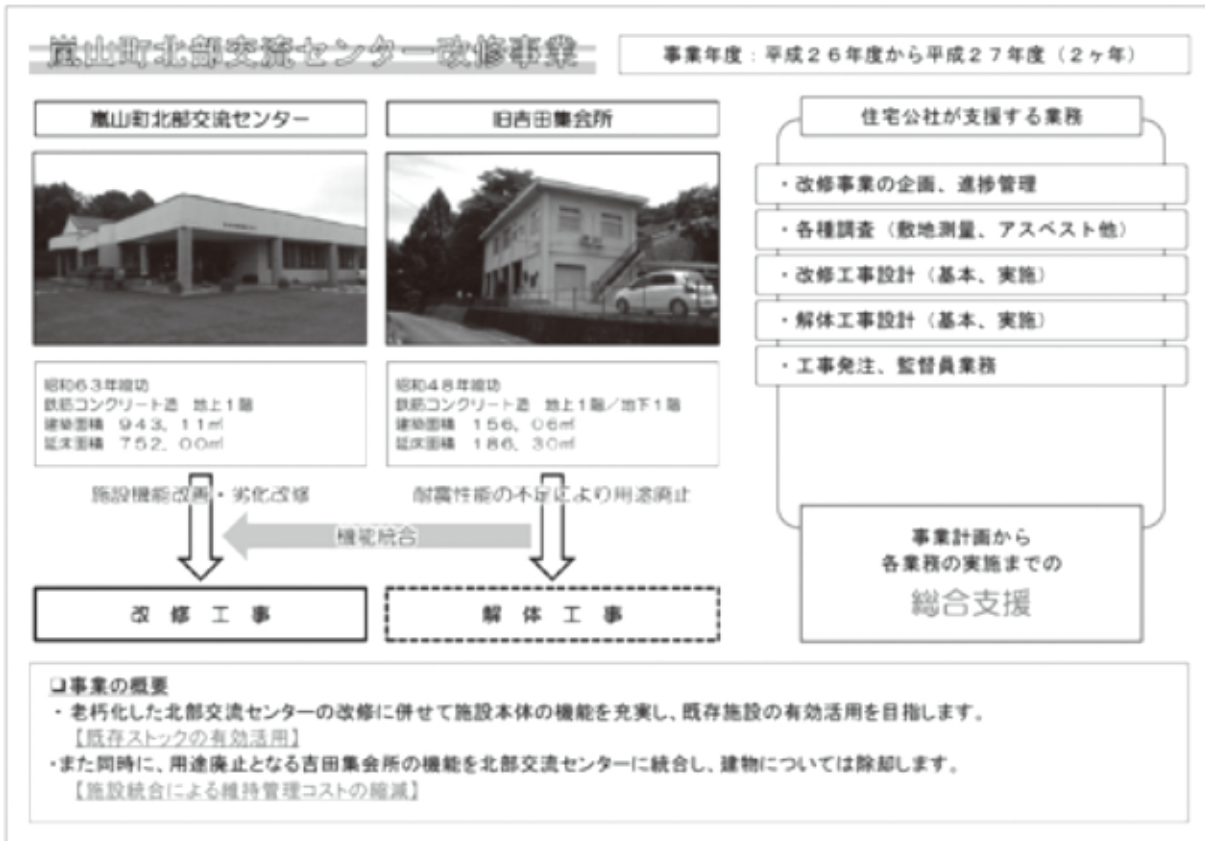 嵐山町北部交流センター改修事業
事業年度：平成２６年度から平成２７年度（２ヶ年）
嵐山町北部交流センター
旧吉田集会所
昭和６３年竣功
鉄筋コンクリート造　地上１階
建築面積　９４３．１１㎡
延床面積　７５２．００㎡
昭和４８年竣功
鉄筋コンクリート造　地上１階／地下１階
建築面積　１５６．０６㎡
延床面積　１８６．３０㎡
施設機能改善・劣化改修
耐震性能の不足により用途廃止
機能統合
改　修　工　事
解　体　工　事
住宅公社が支援する業務
・改修事業の企画、進捗管理
・各種調査（敷地測量、アスベスト他）
・改修工事設計（基本、実施）
・解体工事設計（基本、実施）
・工事発注、監督員業務
事業計画から
各業務の実施までの
総合支援
❏事業の概要
・ 老朽化した北部交流センターの改修に併せて施設本体の機能を充実し、既存施設の有効活用を目指します。
【既存ストックの有効活用】
・また同時に、用途廃止となる吉田集会所の機能を北部交流センターに統合し、建物については除却します。
【施設統合による維持管理コストの縮減】